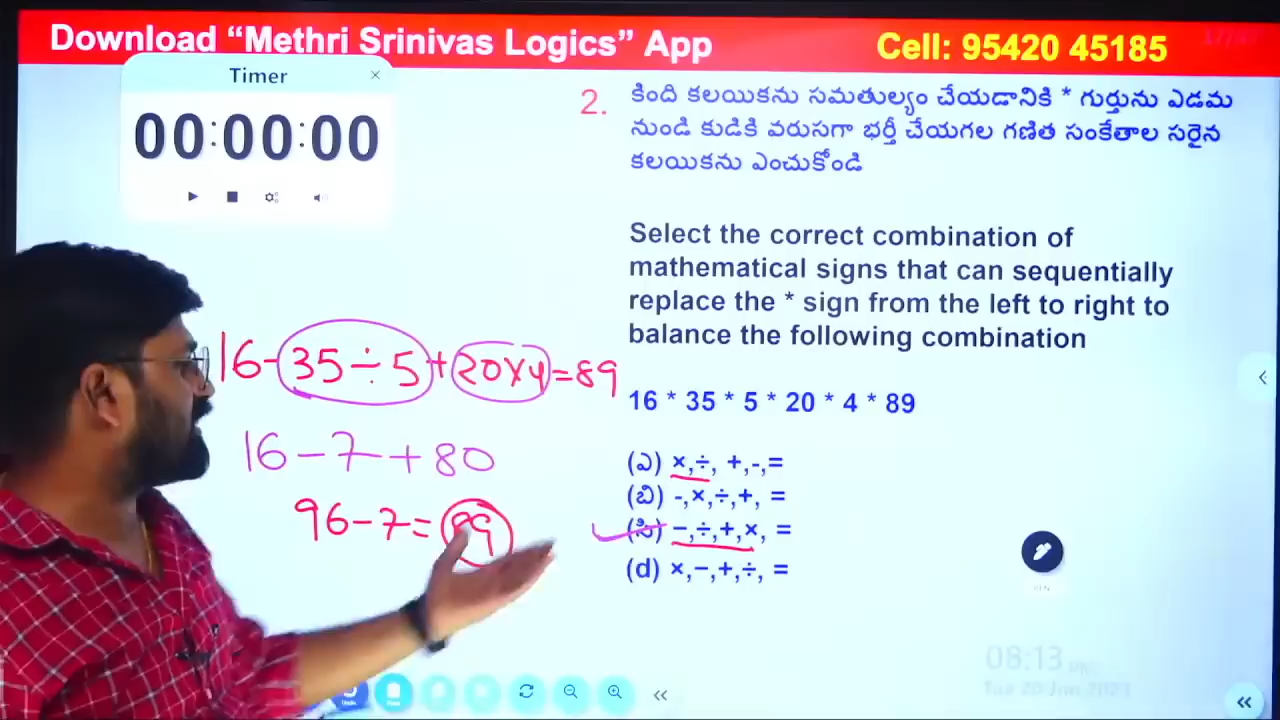 Download “Methri Srinivas Logics” App
Cell: 95420 45185
Timer
00:00:00
2. కింది కలయికను సమతుల్యం చేయడానికి * గుర్తును ఎడమ
నుండి కుడికి వరుసగా భర్తీ చేయగల గణిత సంకేతాల సరైన
కలయికను ఎంచుకోండి
Select the correct combination of
mathematical signs that can sequentially
replace the * sign from the left to right to
balance the following combination
16 * 35 * 5 * 20 * 4 * 89
(ఎ) ×,÷, +,-,=
(బి) -,×,÷,+, =
(సి) −,÷,+,×, =
(d) ×,−,+,÷, =
16-35÷5+20×4=89
16-7+80
96-7=89
08:13